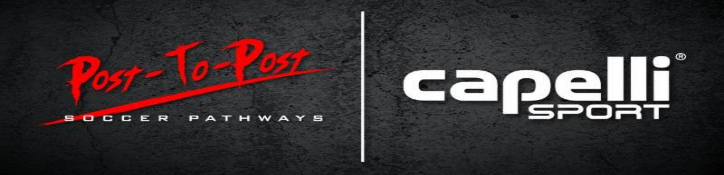 Post-To-Post
SOCCER PATHWAYS
capelli®
SPORT